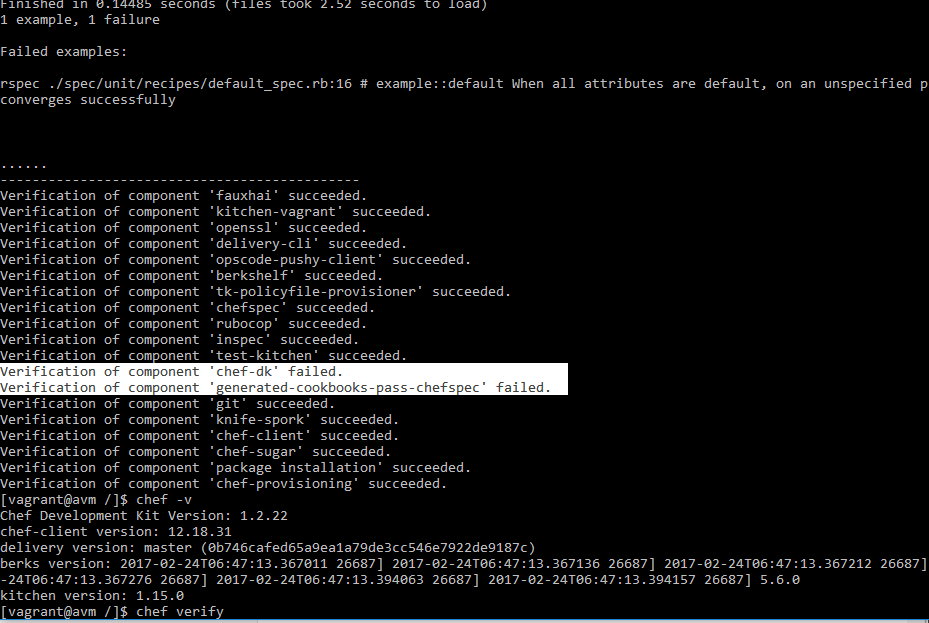 Finished in 0.14485 seconds (files took 2.52 seconds to load)
1 example, 1 failure
Failed examples:
rspec ./spec/unit/recipes/default_spec.rb:16 # example::default When all attributes are default, on an unspecified p
converges successfully
......
---------------------------------------------
Verification of component 'fauxhai' succeeded.
Verification of component 'kitchen-vagrant' succeeded.
Verification of component 'openssl' succeeded.
Verification of component 'delivery-cli' succeeded.
Verification of component 'opscode-pushy-client' succeeded.
Verification of component 'berkshelf' succeeded.
Verification of component 'tk-policyfile-provisioner' succeeded.
Verification of component 'chefspec' succeeded.
Verification of component 'rubocop' succeeded.
Verification of component 'inspec' succeeded.
Verification of component 'test-kitchen' succeeded.
Verification of component 'chef-dk' failed.
Verification of component 'generated-cookbooks-pass-chefspec' failed.
Verification of component 'git' succeeded.
Verification of component 'knife-spork' succeeded.
Verification of component 'chef-client' succeeded.
Verification of component 'chef-sugar' succeeded.
Verification of component 'package installation' succeeded.
Verification of component 'chef-provisioning' succeeded.
[vagrant@avm /]$ chef -v
Chef Development Kit Version: 1.2.22
chef-client version: 12.18.31
delivery version: master (0b746cafed65a9ea1a79de3cc546e7922de9187c)
berks version: 2017-02-24T06:47:13.367011 26687] 2017-02-24T06:47:13.367136 26687] 2017-02-24T06:47:13.367212 26687]
-24T06:47:13.367276 26687] 2017-02-24T06:47:13.394063 26687] 2017-02-24T06:47:13.394157 26687] 5.6.0
kitchen version: 1.15.0
[vagrant@avm /]$ chef verify